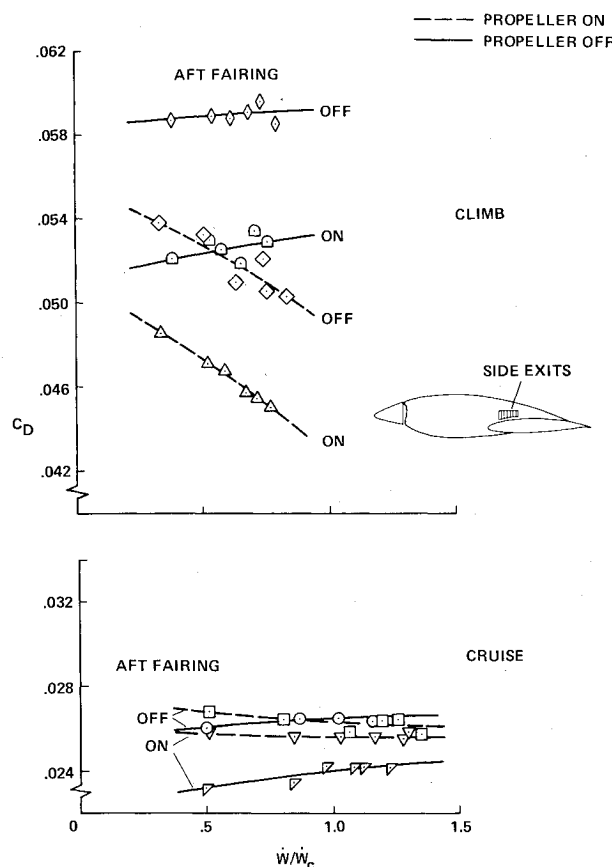 PROPELLER ON
PROPELLER OFF
.062
AFT FAIRING
OFF
.058
.054
CLIMB
ON
.050
OFF
SIDE EXITS
.046
C_D
ON
.042
.032
AFT FAIRING
CRUISE
.028
OFF
ON
.024
0 .5 1.0 1.5
Ẇ/Ẇc